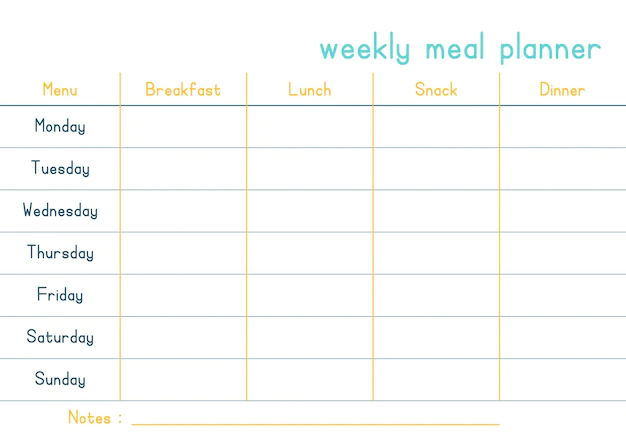 weekly meal planner
Menu Breakfast Lunch Snack Dinner
Monday
Tuesday
Wednesday
Thursday
Friday
Saturday
Sunday
Notes :